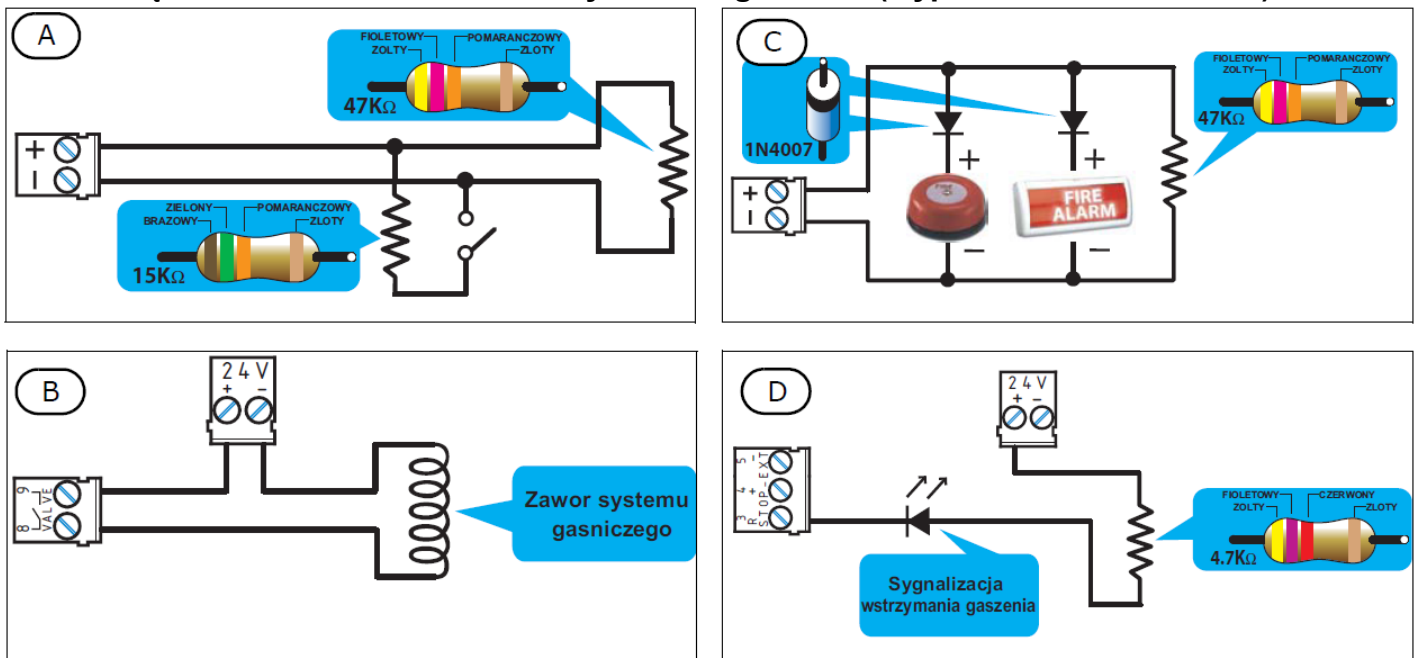 A
FIOLETOWY
POMARANCZOWY
ZOLTY
ZLOTY
47KΩ
+
−
ZIELONY
POMARANCZOWY
BRAZOWY
ZLOTY
15KΩ
C
1N4007
FIOLETOWY
POMARANCZOWY
ZOLTY
ZLOTY
47KΩ
+
+
FIRE
FIRE
ALARM
−
−
+
−
B
24V
+ −
9
8
VALVE
Zawor systemu
gasniczego
D
24V
+ −
5 −
4 +
3 R
STOP-EXT
Sygnalizacja
wstrzymania gaszenia
FIOLETOWY
CZERWONY
ZOLTY
ZLOTY
4.7KΩ